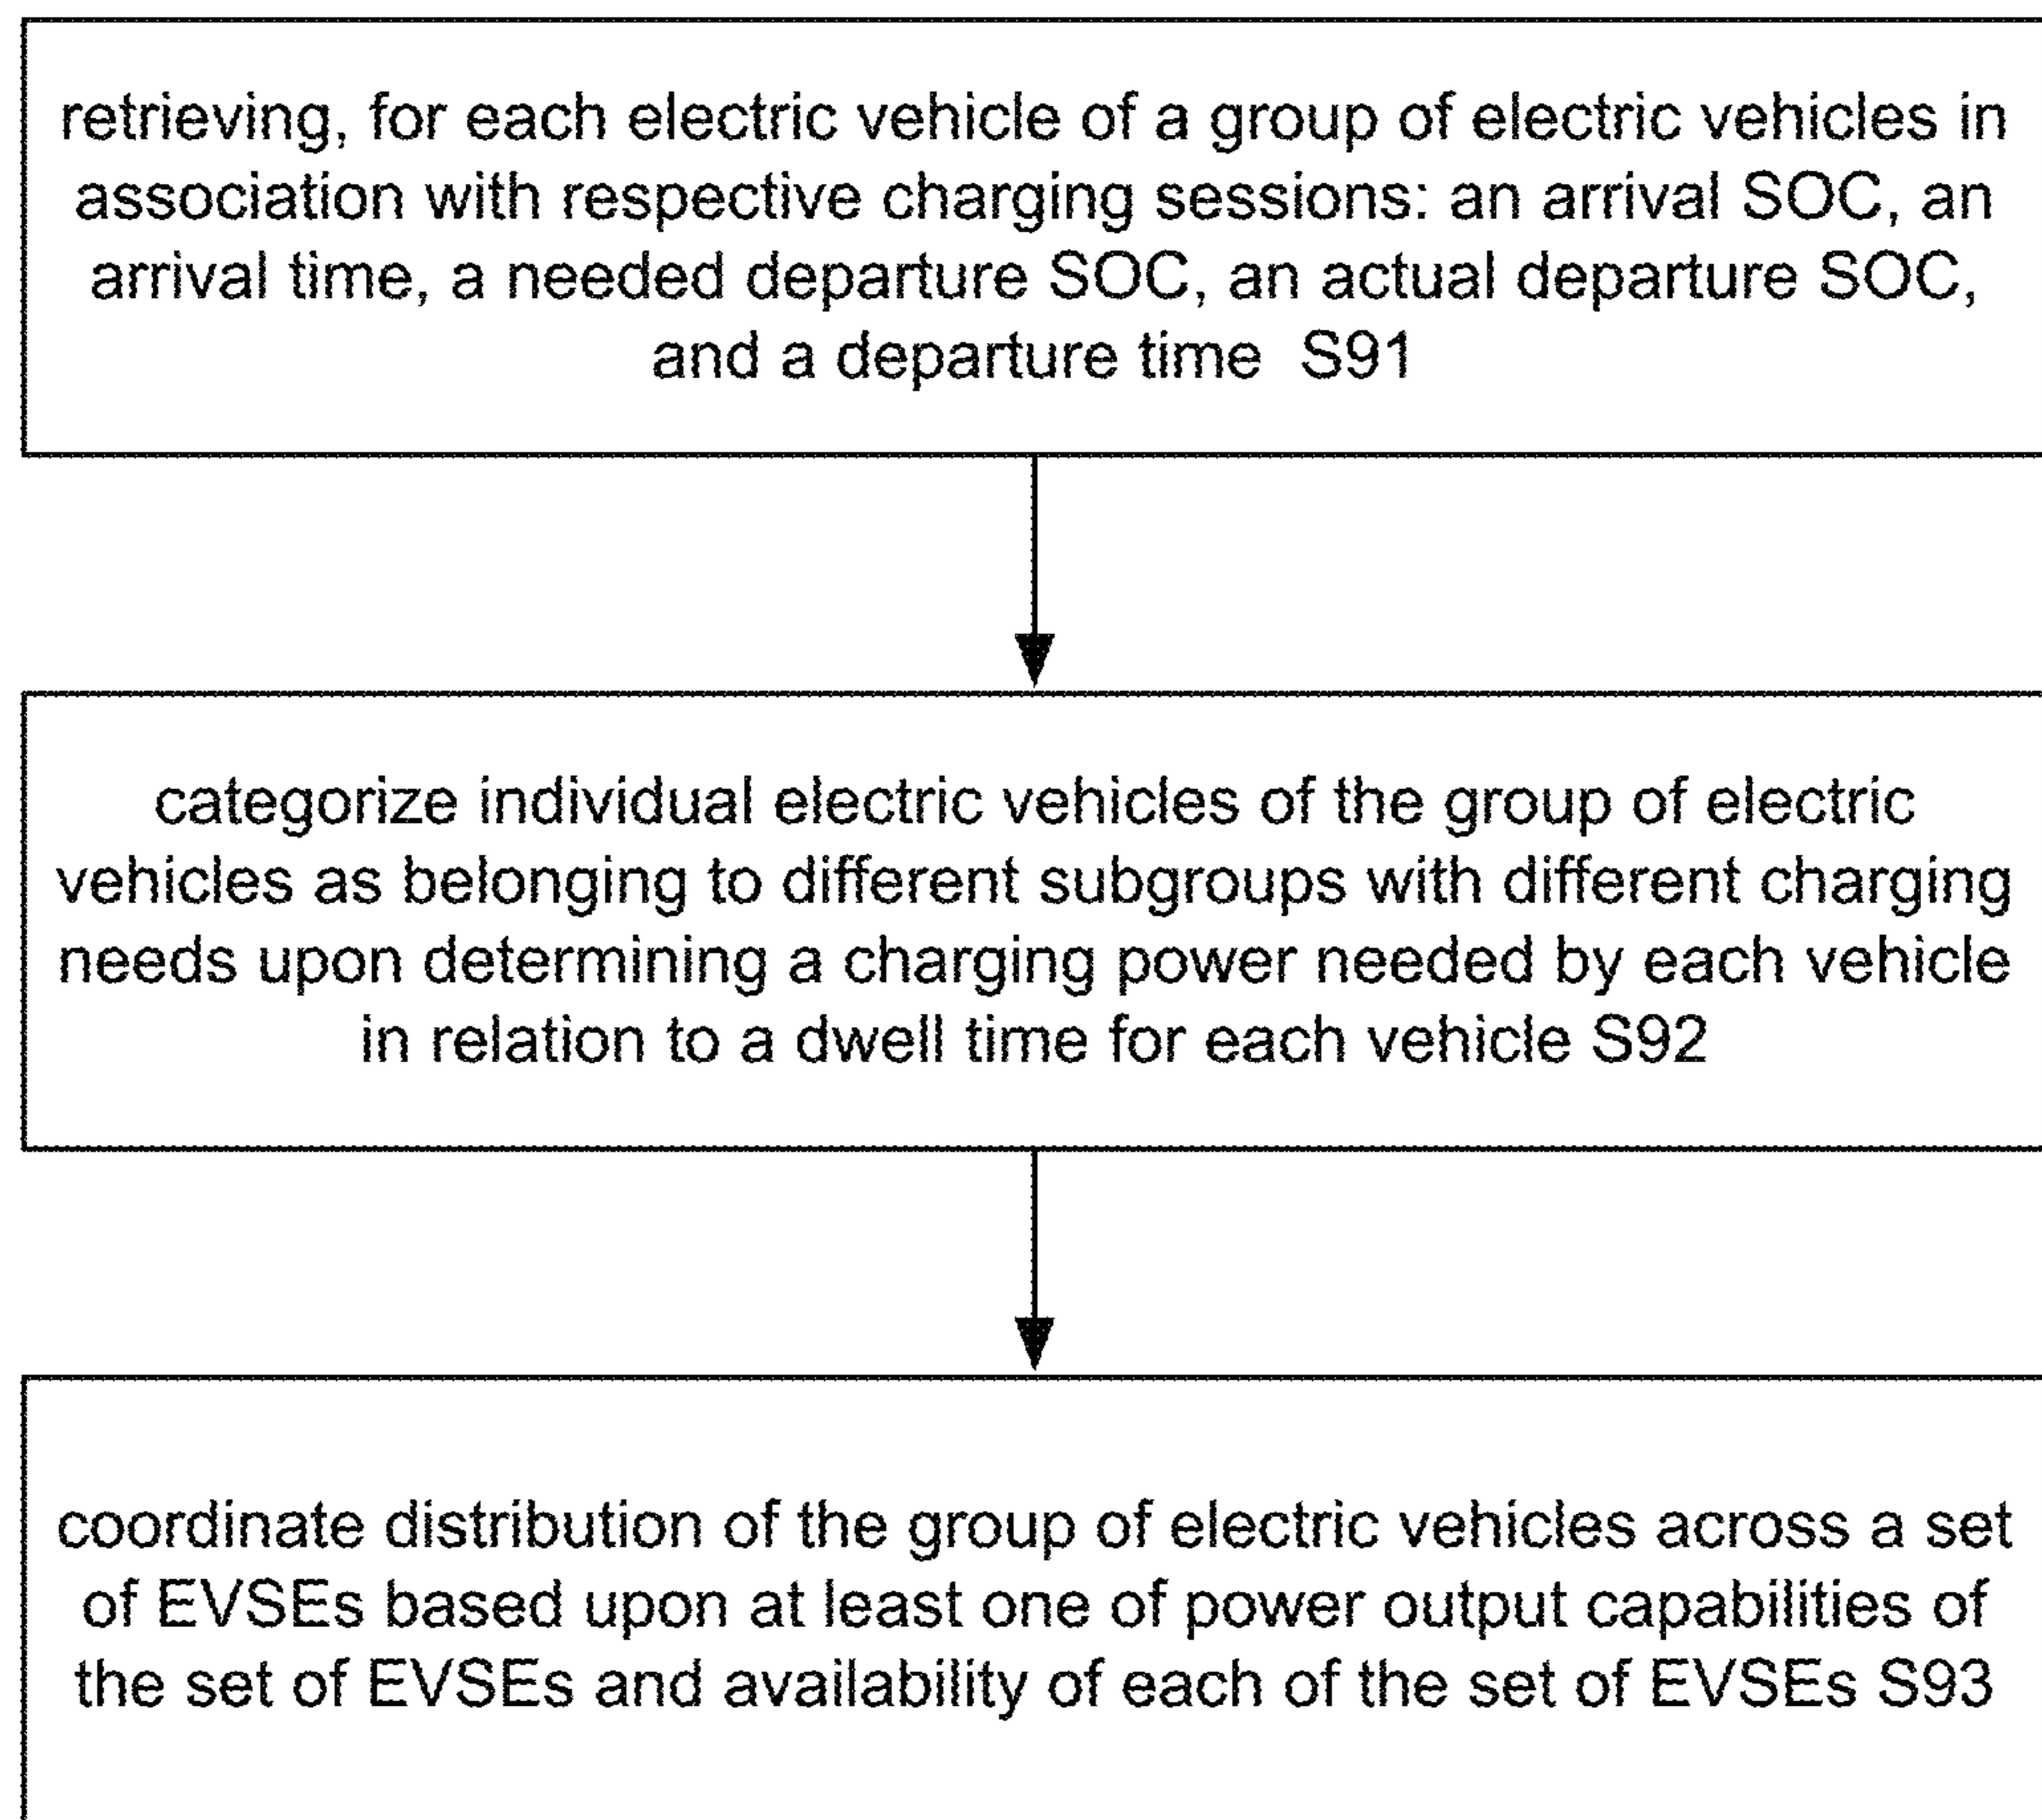 retrieving, for each electric vehicle of a group of electric vehicles in
association with respective charging sessions: an arrival SOC, an
arrival time, a needed departure SOC, an actual departure SOC,
and a departure time S91
categorize individual electric vehicles of the group of electric
vehicles as belonging to different subgroups with different charging
needs upon determining a charging power needed by each vehicle
in relation to a dwell time for each vehicle S92
coordinate distribution of the group of electric vehicles across a set
of EVSEs based upon at least one of power output capabilities of
the set of EVSEs and availability of each of the set of EVSEs S93